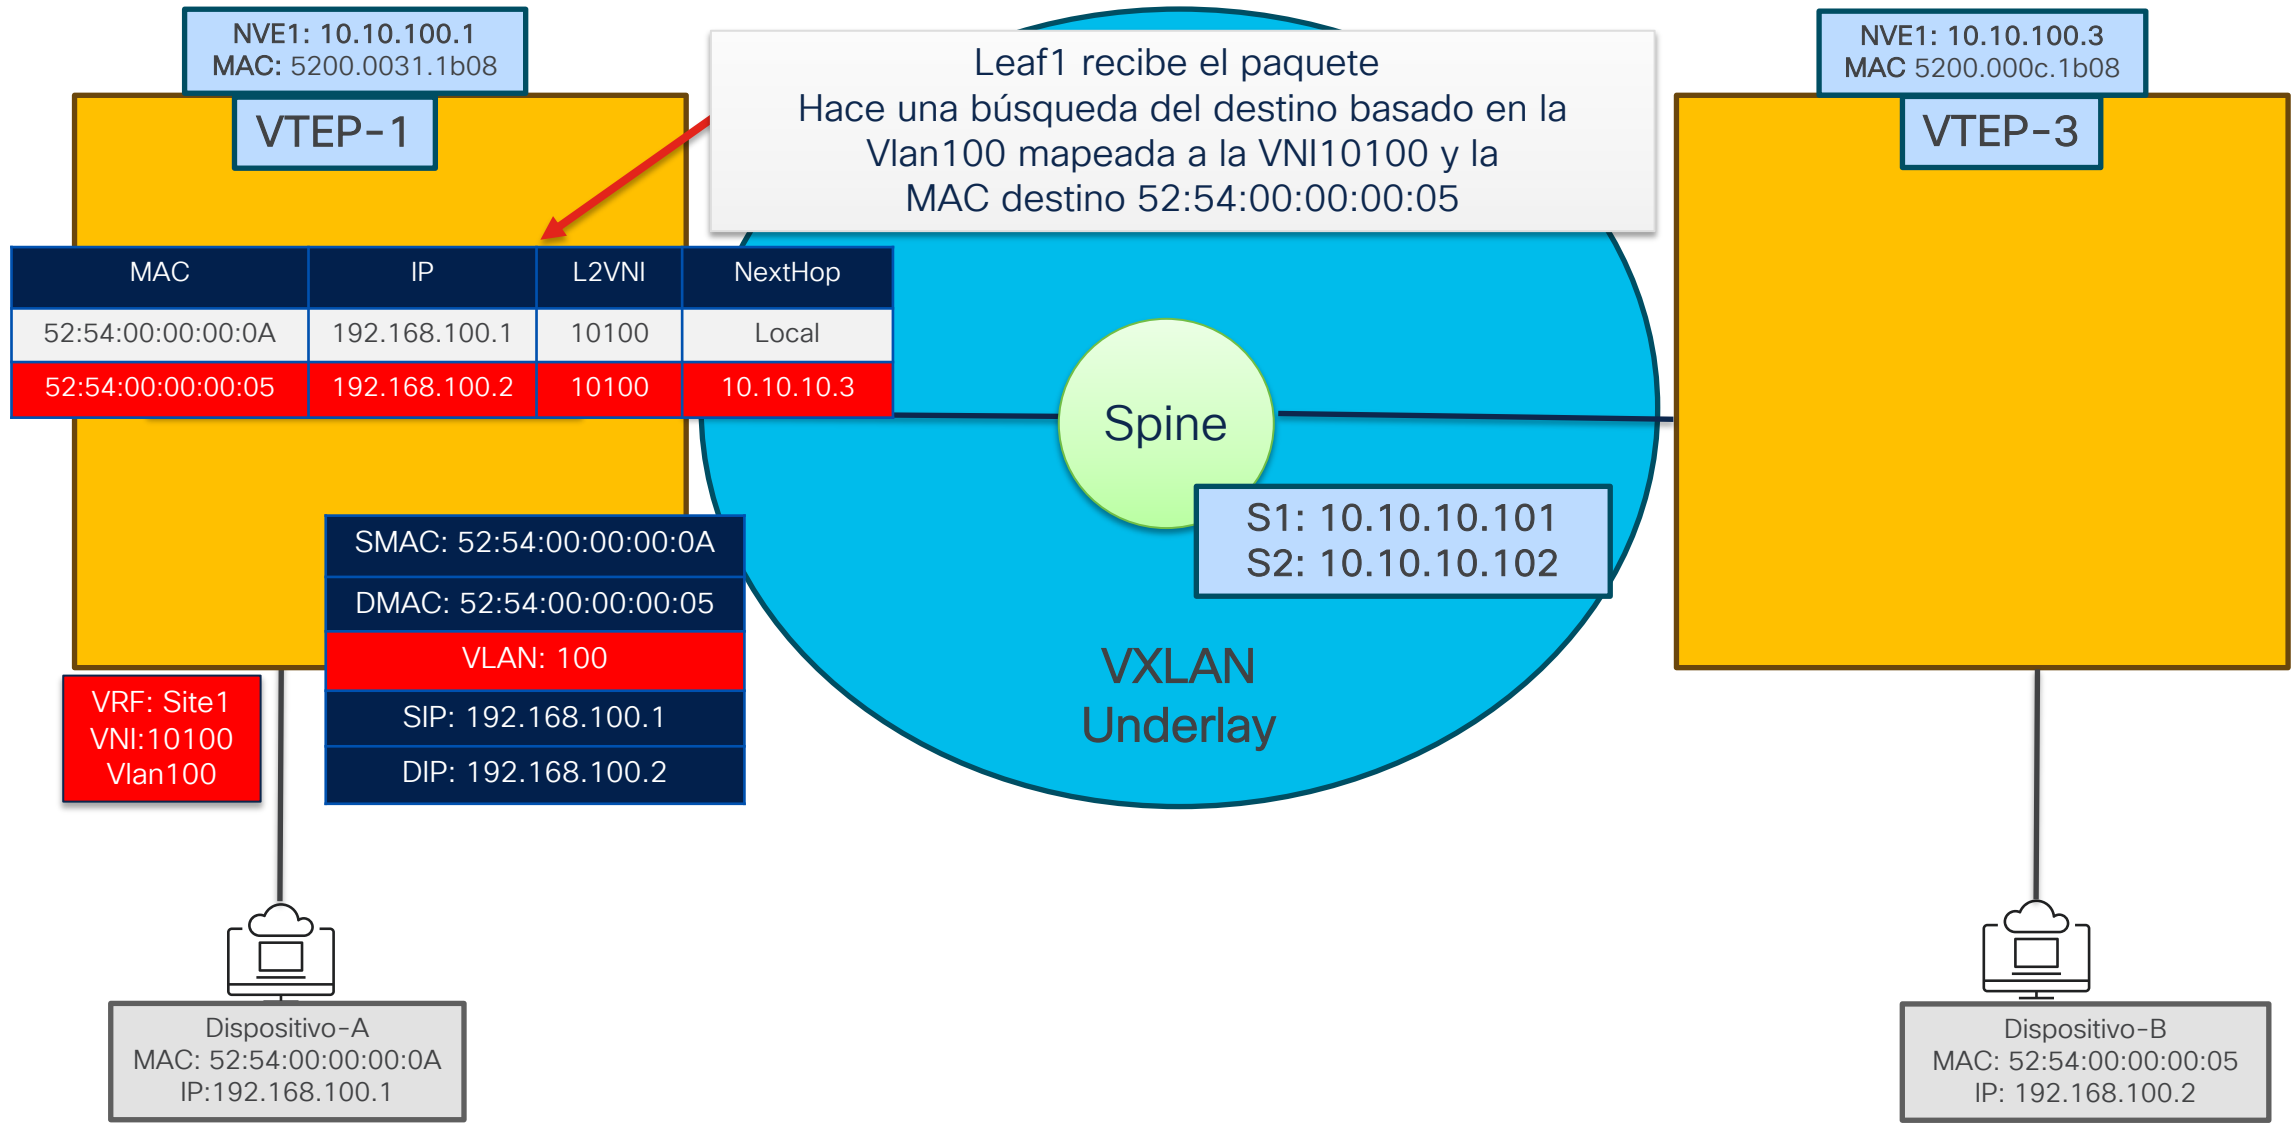 NVE1: 10.10.100.1
MAC: 5200.0031.1b08
VTEP-1
Leaf1 recibe el paquete
Hace una búsqueda del destino basado en la
Vlan100 mapeada a la VNI10100 y la
MAC destino 52:54:00:00:00:05
NVE1: 10.10.100.3
MAC 5200.000c.1b08
VTEP-3
MAC IP L2VNI NextHop
52:54:00:00:00:0A 192.168.100.1 10100 Local
52:54:00:00:00:05 192.168.100.2 10100 10.10.10.3
Spine
S1: 10.10.10.101
S2: 10.10.10.102
VXLAN
Underlay
SMAC: 52:54:00:00:00:0A
DMAC: 52:54:00:00:00:05
VLAN: 100
SIP: 192.168.100.1
DIP: 192.168.100.2
VRF: Site1
VNI:10100
Vlan100
Dispositivo-A
MAC: 52:54:00:00:00:0A
IP:192.168.100.1
Dispositivo-B
MAC: 52:54:00:00:00:05
IP: 192.168.100.2